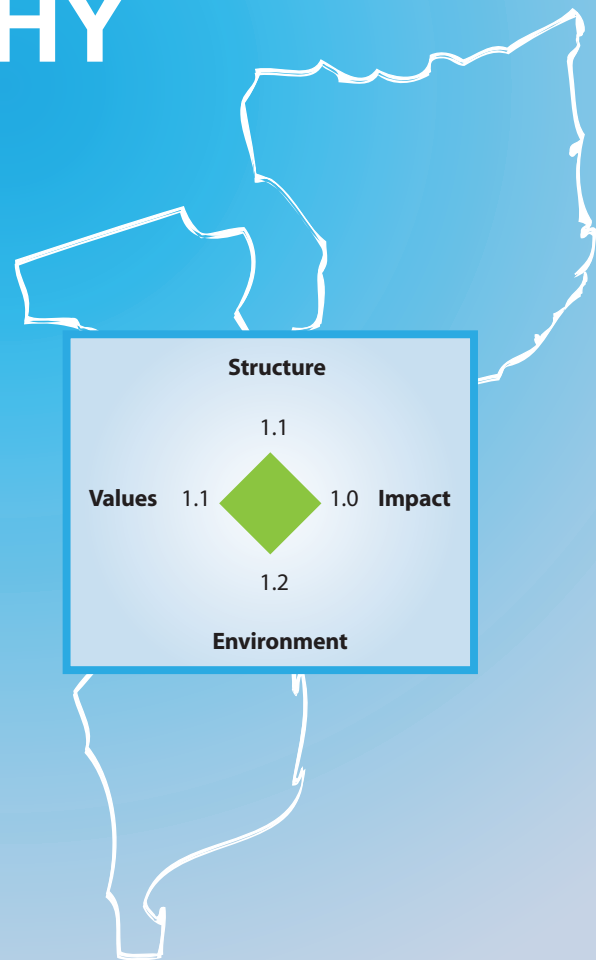 HY
Structure
1.1
Values 1.1 1.0 Impact
1.2
Environment